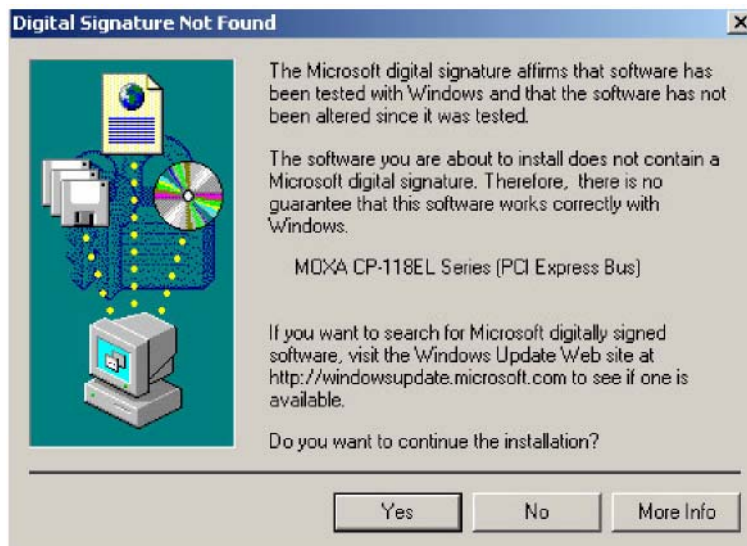 Digital Signature Not Found
The Microsoft digital signature affirms that software has
been tested with Windows and that the software has not
been altered since it was tested.
The software you are about to install does not contain a
Microsoft digital signature. Therefore, there is no
guarantee that this software works correctly with
Windows.
MOXA CP-118EL Series (PCI Express Bus)
If you want to search for Microsoft digitally signed
software, visit the Windows Update Web site at
http://windowsupdate.microsoft.com to see if one is
available.
Do you want to continue the installation?
Yes
No
More Info